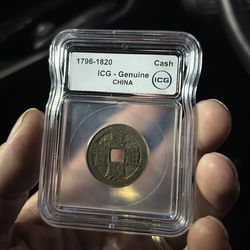 1796-1820 Cash
ICG - Genuine
CHINA
ICG